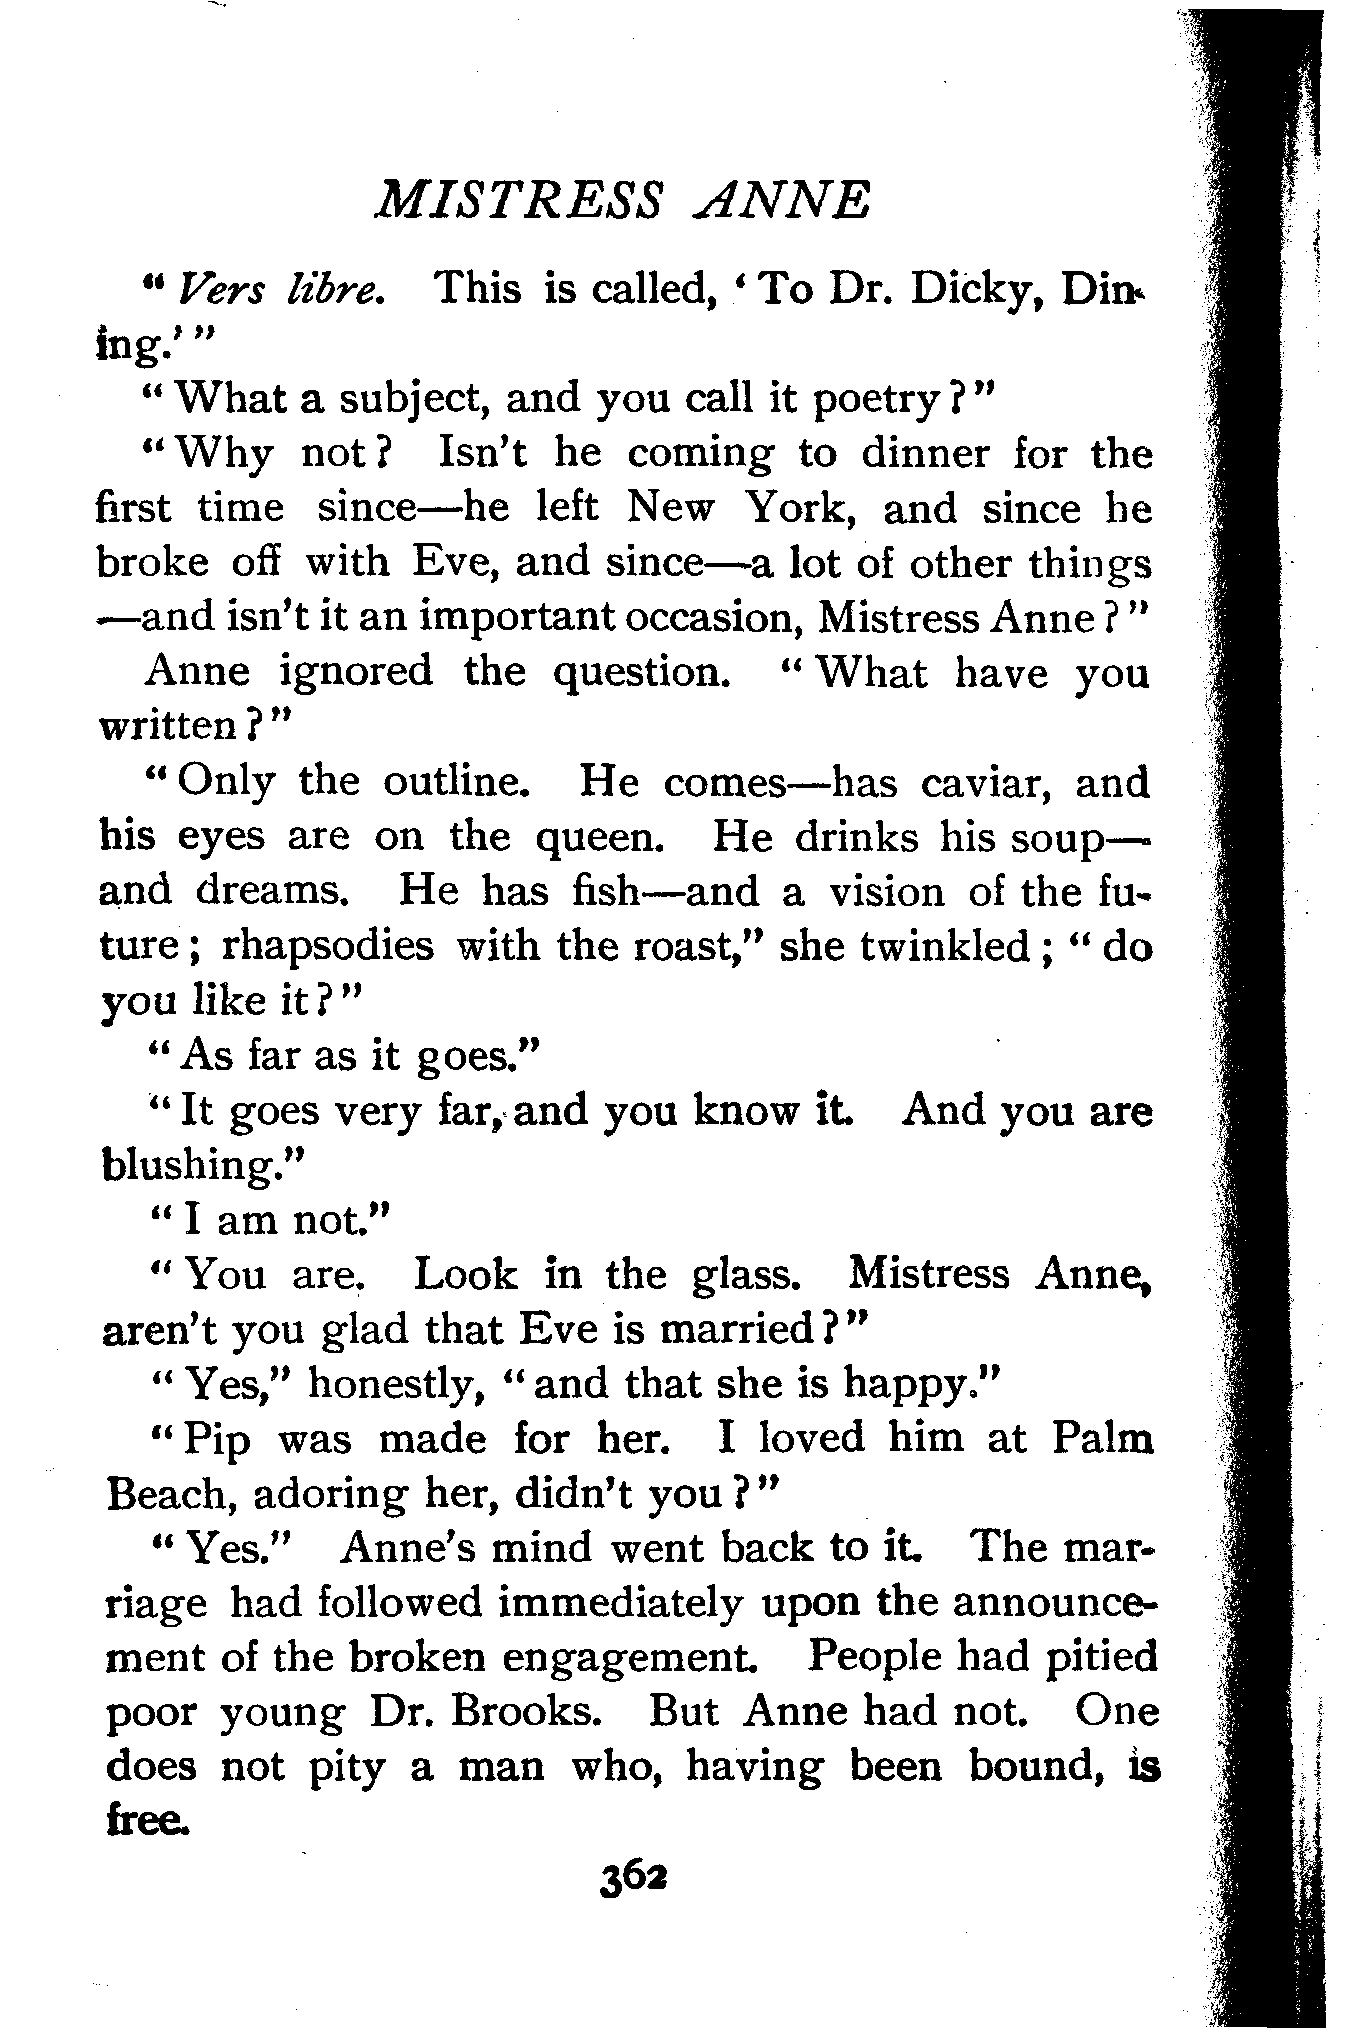 MISTRESS ANNE
“ Vers libre. This is called, ‘ To Dr. Dicky, Din-
ing.’ ”
“ What a subject, and you call it poetry ? ”
“ Why not ? Isn’t he coming to dinner for the
first time since—he left New York, and since he
broke off with Eve, and since—a lot of other things
—and isn’t it an important occasion, Mistress Anne ? ”
Anne ignored the question. “ What have you
written ? ”
“ Only the outline. He comes—has caviar, and
his eyes are on the queen. He drinks his soup—
and dreams. He has fish—and a vision of the fu-
ture ; rhapsodies with the roast,” she twinkled ; “ do
you like it ? ”
“ As far as it goes.”
“ It goes very far, and you know it. And you are
blushing.”
“ I am not.”
“ You are. Look in the glass. Mistress Anne,
aren’t you glad that Eve is married ? ”
“ Yes,” honestly, “ and that she is happy.”
“ Pip was made for her. I loved him at Palm
Beach, adoring her, didn’t you ? ”
“ Yes.” Anne’s mind went back to it. The mar-
riage had followed immediately upon the announce-
ment of the broken engagement. People had pitied
poor young Dr. Brooks. But Anne had not. One
does not pity a man who, having been bound, is
free.
362